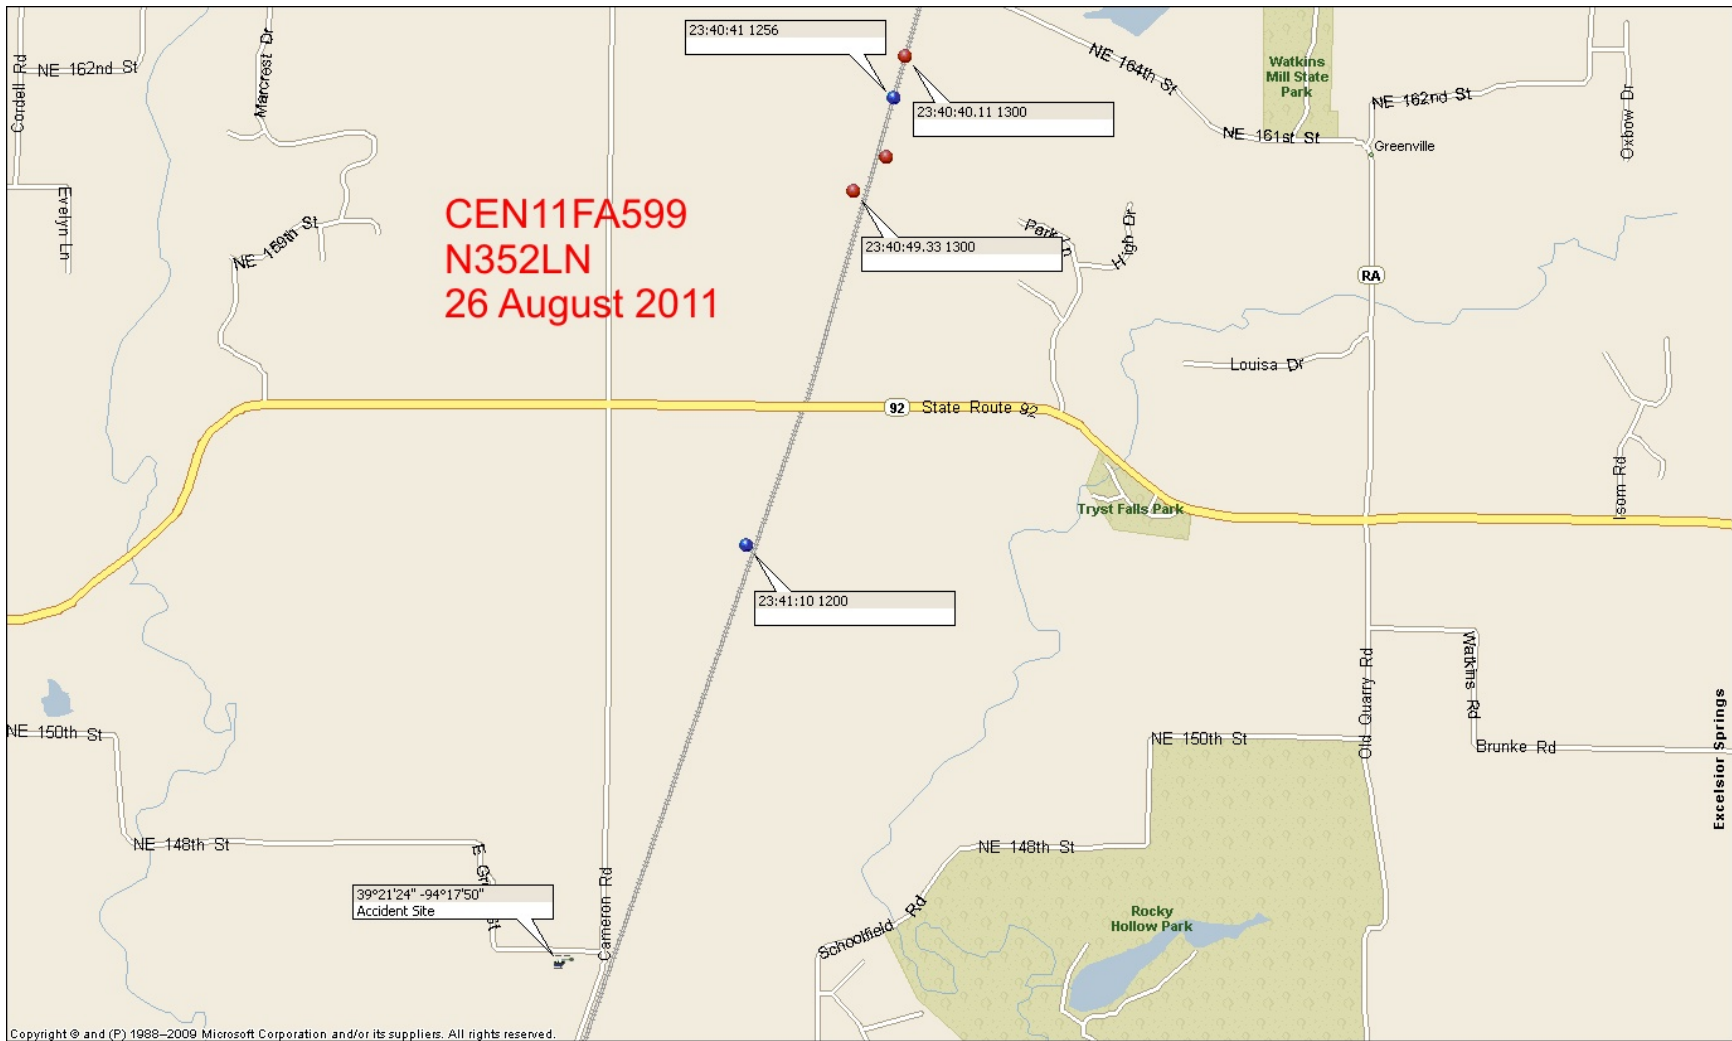 23:40:41 1256
NE 164th St
Watkins
Mill State
Park
Cordell Rd
NE 162nd St
Marcrest Dr
NE 162nd St
Oxbow Dr
23:40:40.11 1300
NE 161st St
Greenville
Evelyn Ln
NE 159th St
CEN11FA599
N352LN
26 August 2011
Park Ln
High Dr
23:40:49.33 1300
RA
Louisa Dr
92
State Route 92
Isom Rd
Tryst Falls Park
23:41:10 1200
Old Quarry Rd
Watkins Rd
Excelsior Springs
NE 150th St
NE 150th St
Brunke Rd
NE 148th St
NE 148th St
E
39°21'24" -94°17'50"
Accident Site
Cameron Rd
Schoolfield Rd
Rocky
Hollow Park
Copyright © and (P) 1988–2009 Microsoft Corporation and/or its suppliers. All rights reserved.